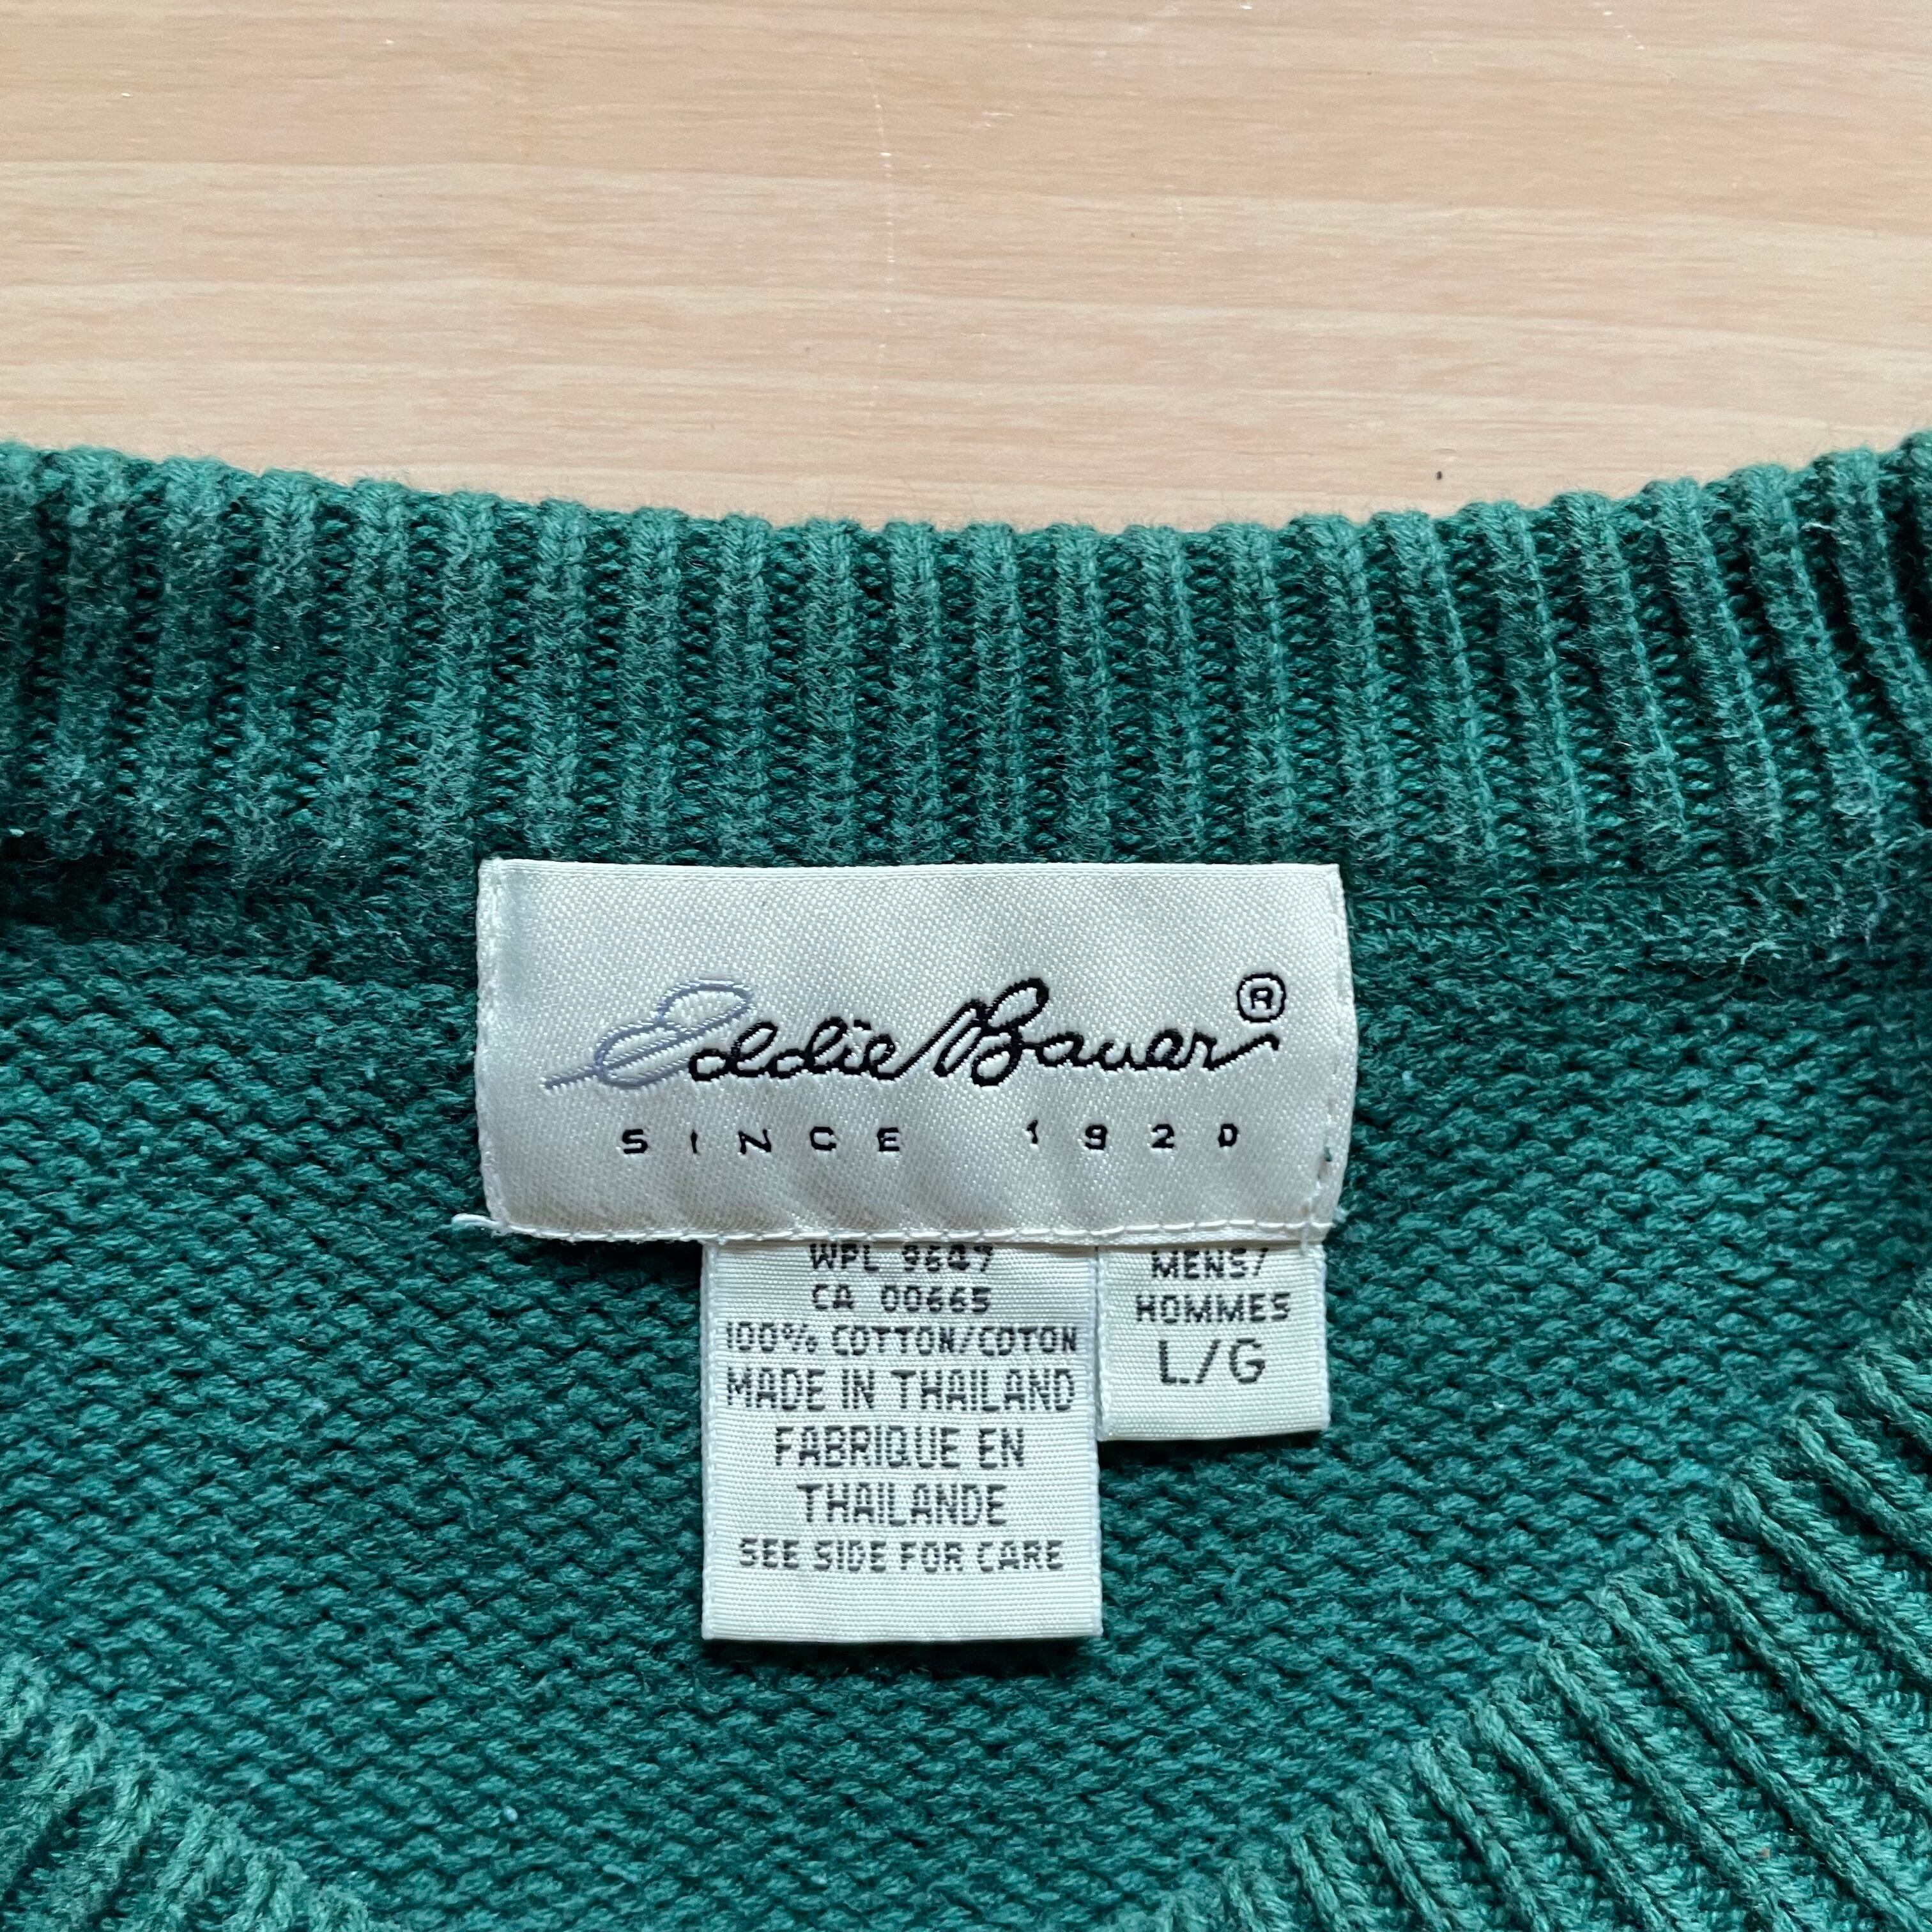 Eddie Bauer®
SINCE 1920
WPL 9647
CA 00665
100% COTTON/COTON
MADE IN THAILAND
FABRIQUE EN
THAILANDE
SEE SIDE FOR CARE
MENS/
HOMMES
L/G